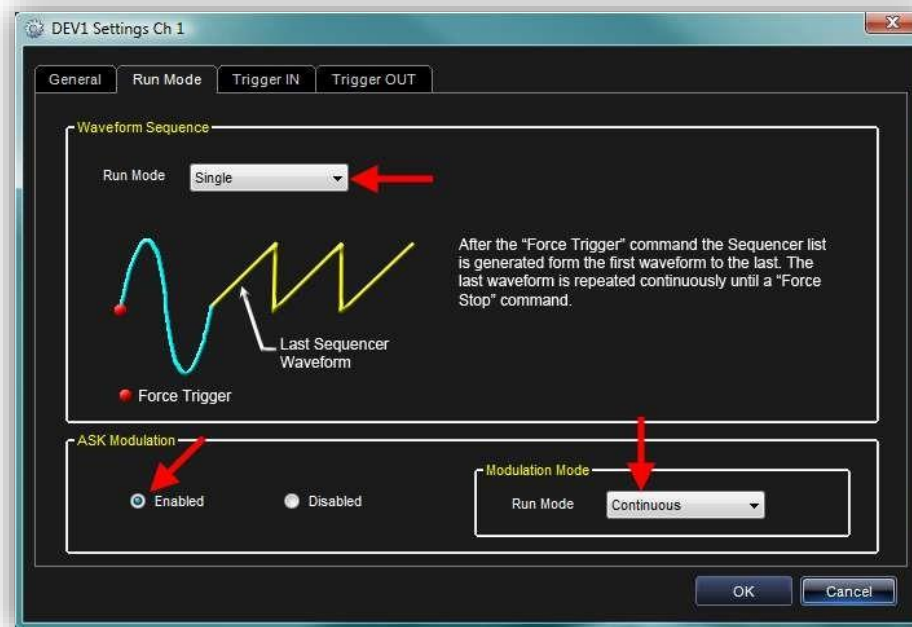 DEV1 Settings Ch 1
General
Run Mode
Trigger IN
Trigger OUT
Waveform Sequence
Run Mode
Single
After the “Force Trigger” command the Sequencer list
is generated form the first waveform to the last. The
last waveform is repeated continuously until a “Force
Stop” command.
Last Sequencer
Waveform
Force Trigger
ASK Modulation
Enabled
Disabled
Modulation Mode
Run Mode
Continuous
OK
Cancel